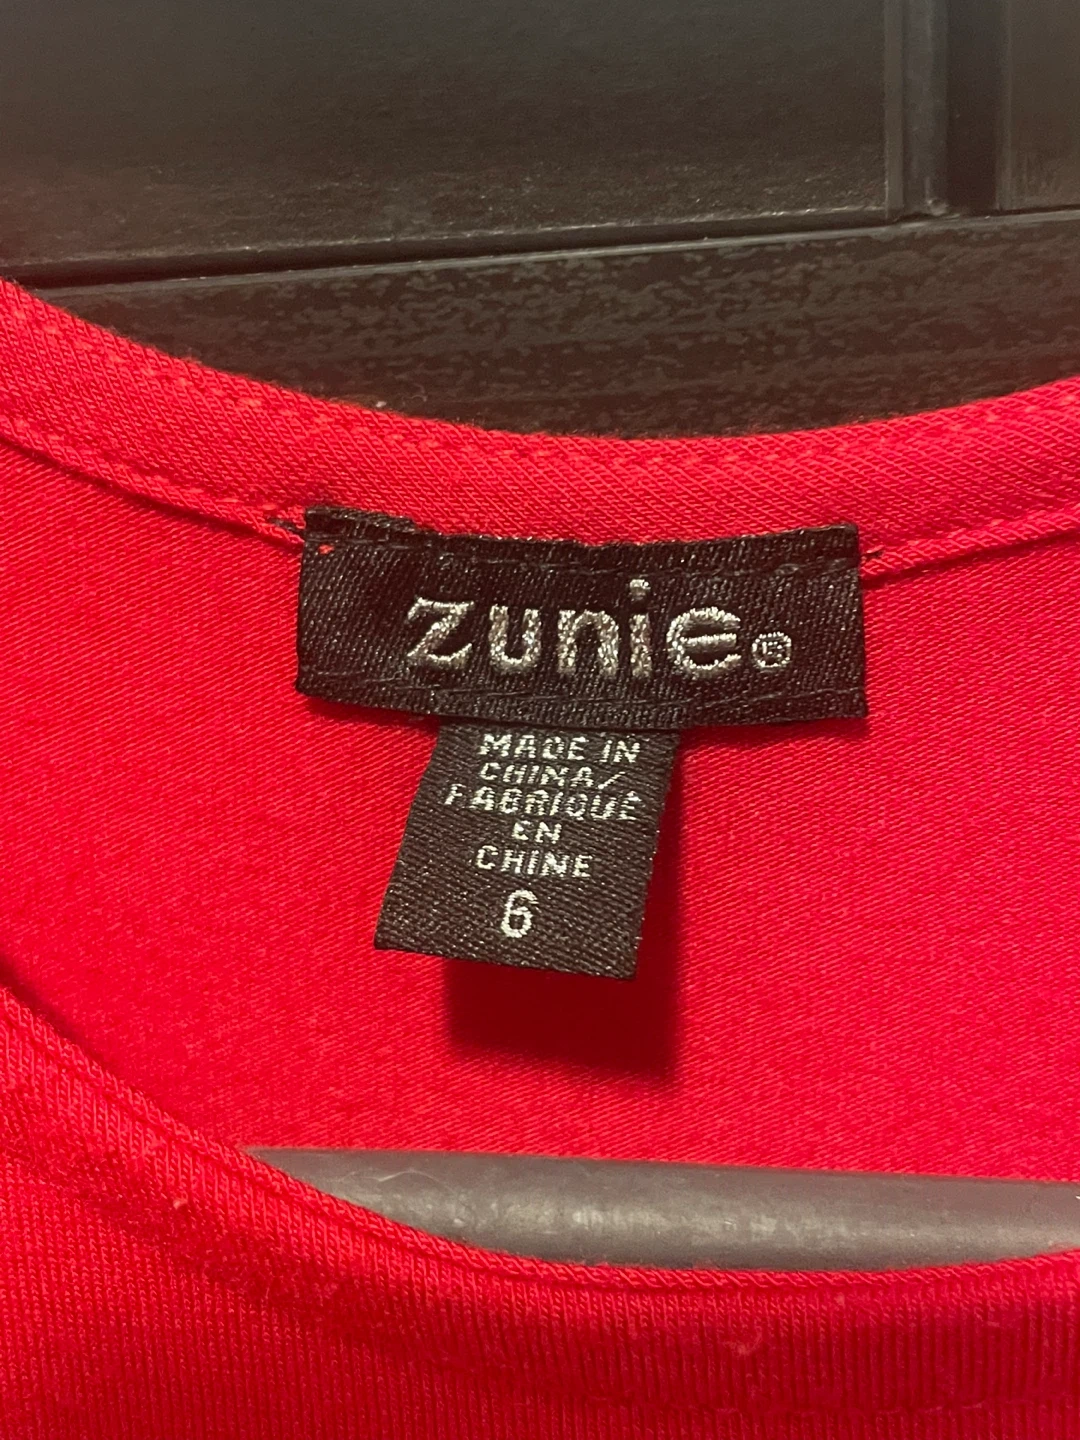 zunie®
MADE IN
CHINA/
FABRIQUÉ
EN
CHINE
6